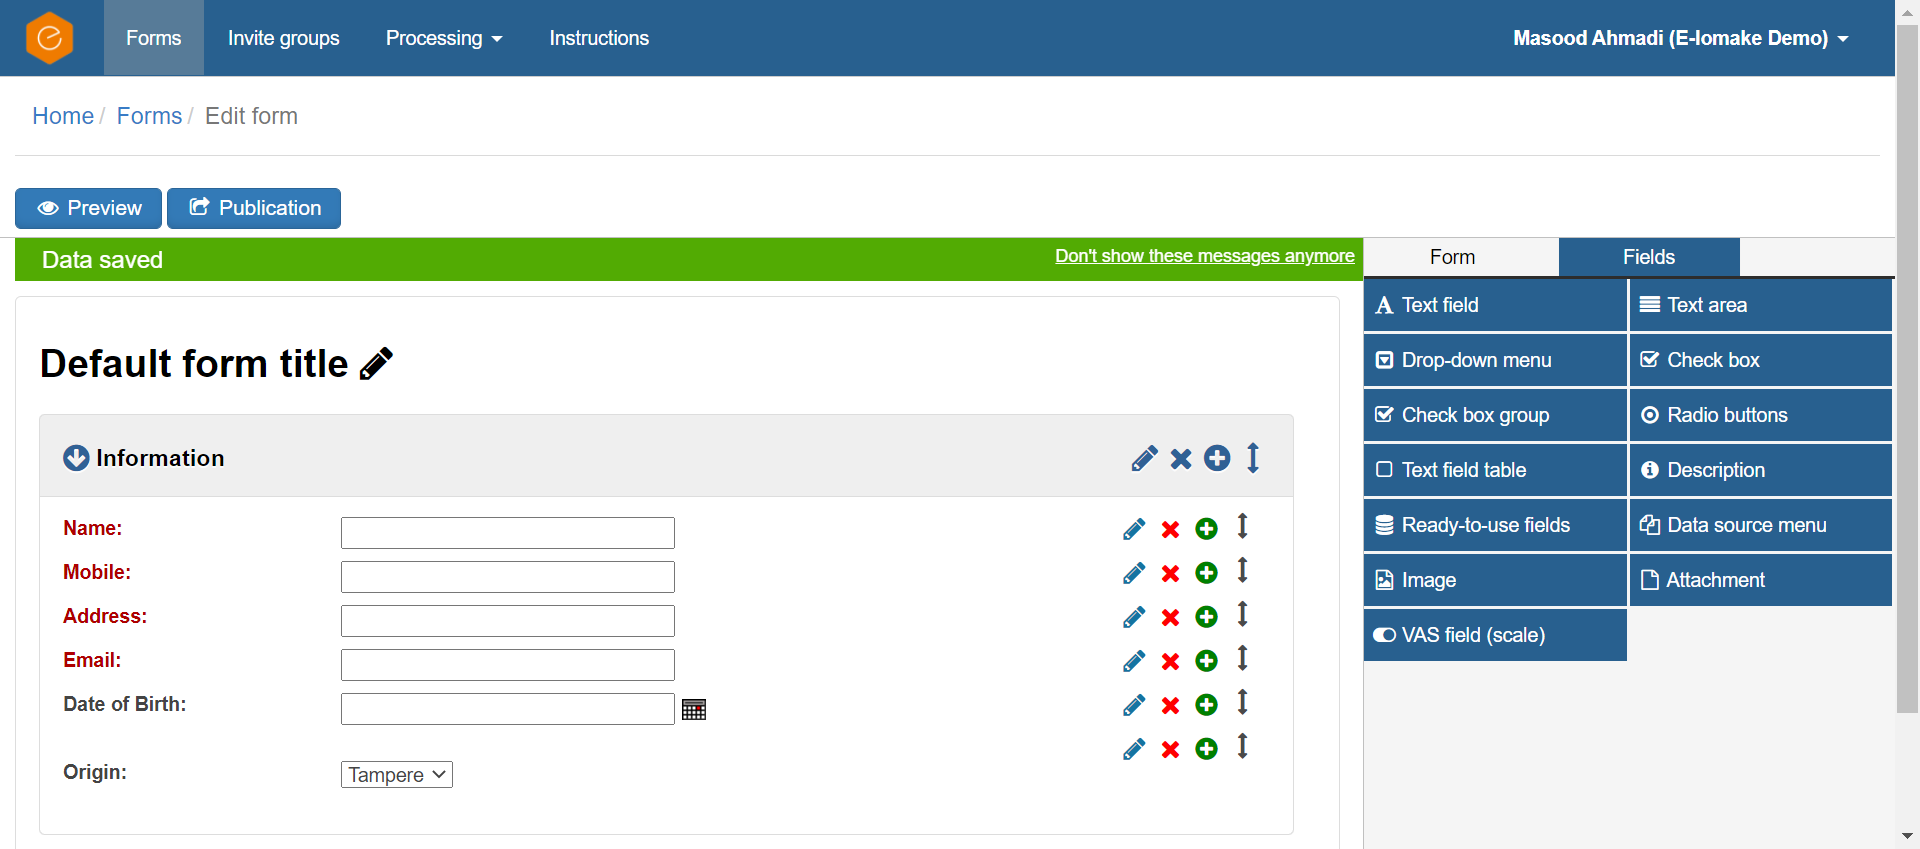 Forms Invite groups Processing Instructions Masood Ahmadi (E-lomake Demo)
Home / Forms / Edit form
Preview Publication
Data saved Don't show these messages anymore
Form Fields
Text field Text area
Drop-down menu Check box
Check box group Radio buttons
Text field table Description
Ready-to-use fields Data source menu
Image Attachment
VAS field (scale)
Default form title
Information
Name:
Mobile:
Address:
Email:
Date of Birth:
Origin: Tampere